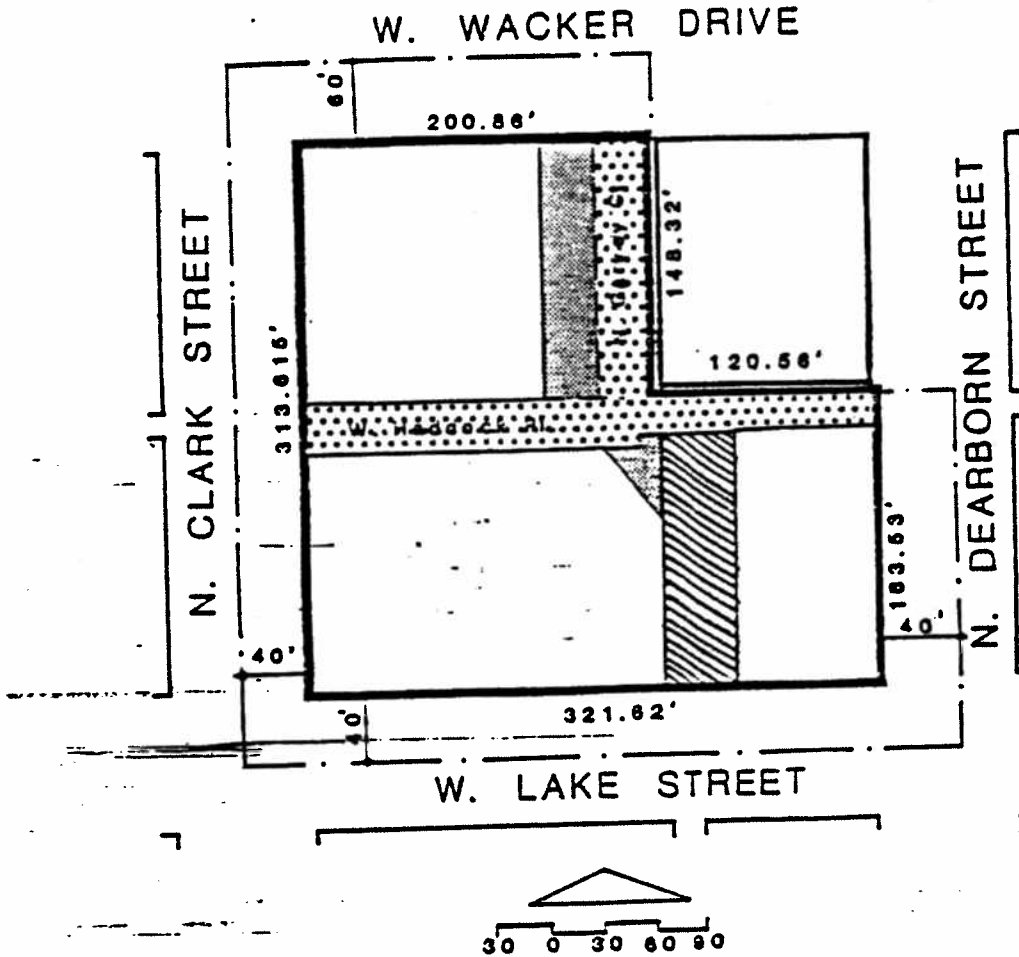 W. WACKER DRIVE
60'
200.86'
N. CLARK STREET
313.615'
148.32'
120.56'
N. DEARBORN STREET
W. Haddock Pl.
163.53'
40'
40'
321.62'
40'
W. LAKE STREET
30 0 30 60 90